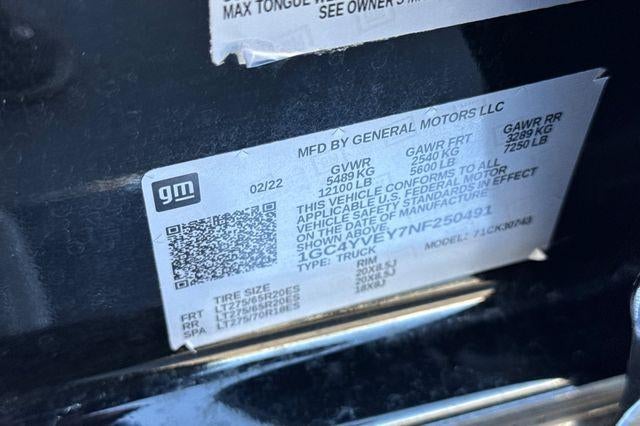 MAX TONGUE
SEE OWNER'S
MFD BY GENERAL MOTORS LLC
gm
02/22
GVWR
5489 KG
12100 LB
GAWR FRT
2540 KG
5600 LB
GAWR RR
3289 KG
7250 LB
THIS VEHICLE CONFORMS TO ALL
APPLICABLE U.S. FEDERAL MOTOR
VEHICLE SAFETY STANDARDS IN EFFECT
ON THE DATE OF MANUFACTURE
SHOWN ABOVE.
1GC4YVEY7NF250491
TYPE: TRUCK
MODEL: 71CK30743
TIRE SIZE RIM
FRT LT275/65R20ES 20X8.5J
RR LT275/65R20ES 20X8.5J
SPA LT275/70R18ES 18X8J